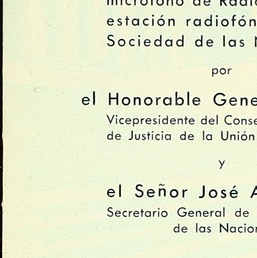 micrófono de
estación
Sociedad de las
por
el Honorable
Vicepresidente del
de Justicia de la Unión
y
el Señor José
Secretario General de
de las